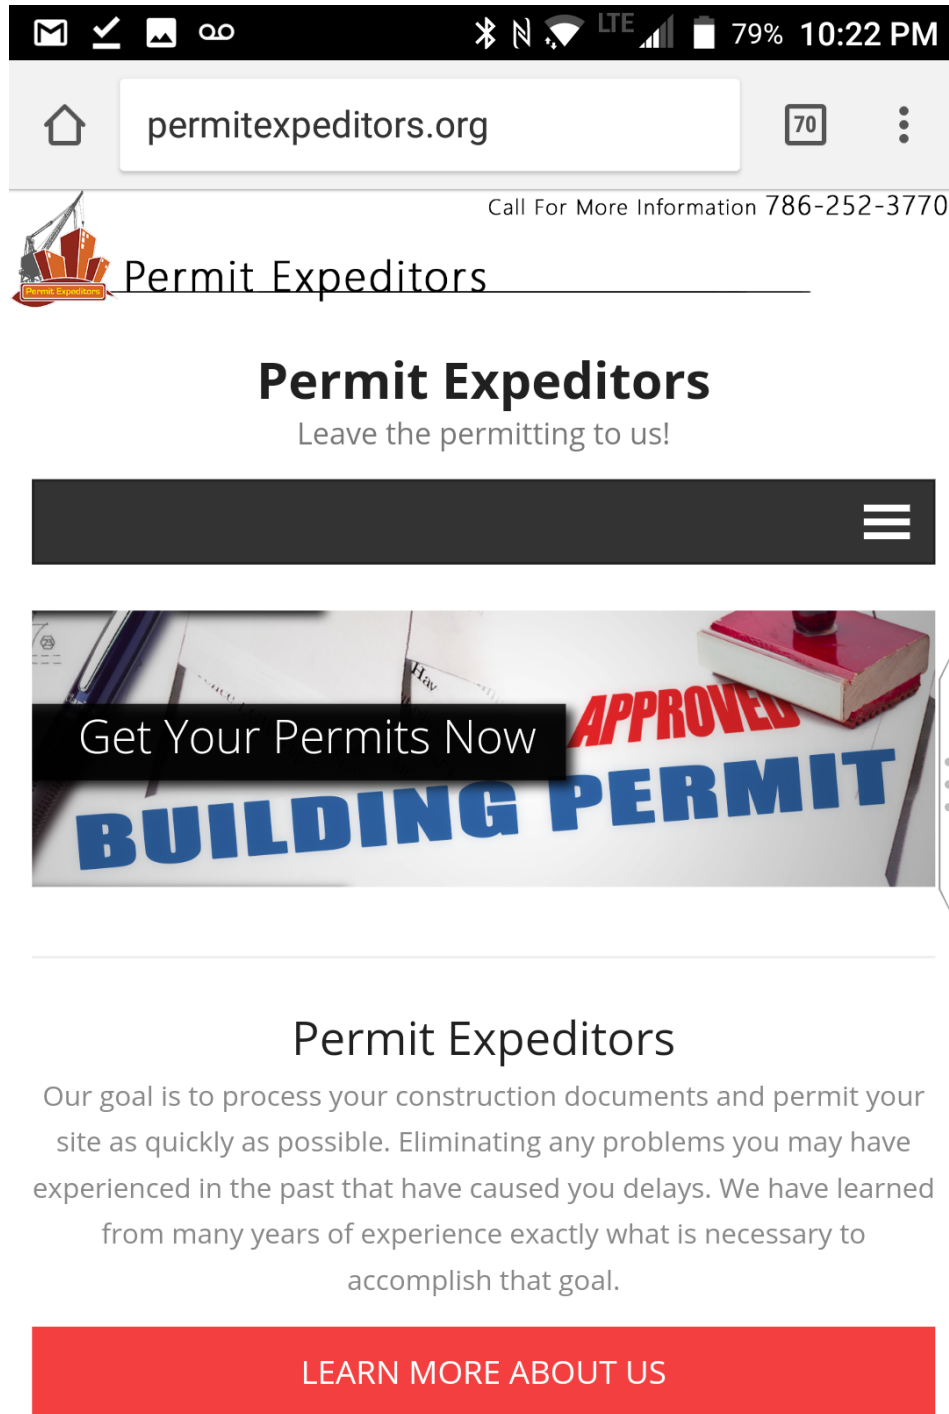 LTE 79% 10:22 PM
permitexpeditors.org
70
Call For More Information 786-252-3770
Permit Expeditors
Permit Expeditors
Permit Expeditors
Leave the permitting to us!
Hav
APPROVED
Get Your Permits Now
BUILDING PERMIT
Permit Expeditors
Our goal is to process your construction documents and permit your
site as quickly as possible. Eliminating any problems you may have
experienced in the past that have caused you delays. We have learned
from many years of experience exactly what is necessary to
accomplish that goal.
LEARN MORE ABOUT US